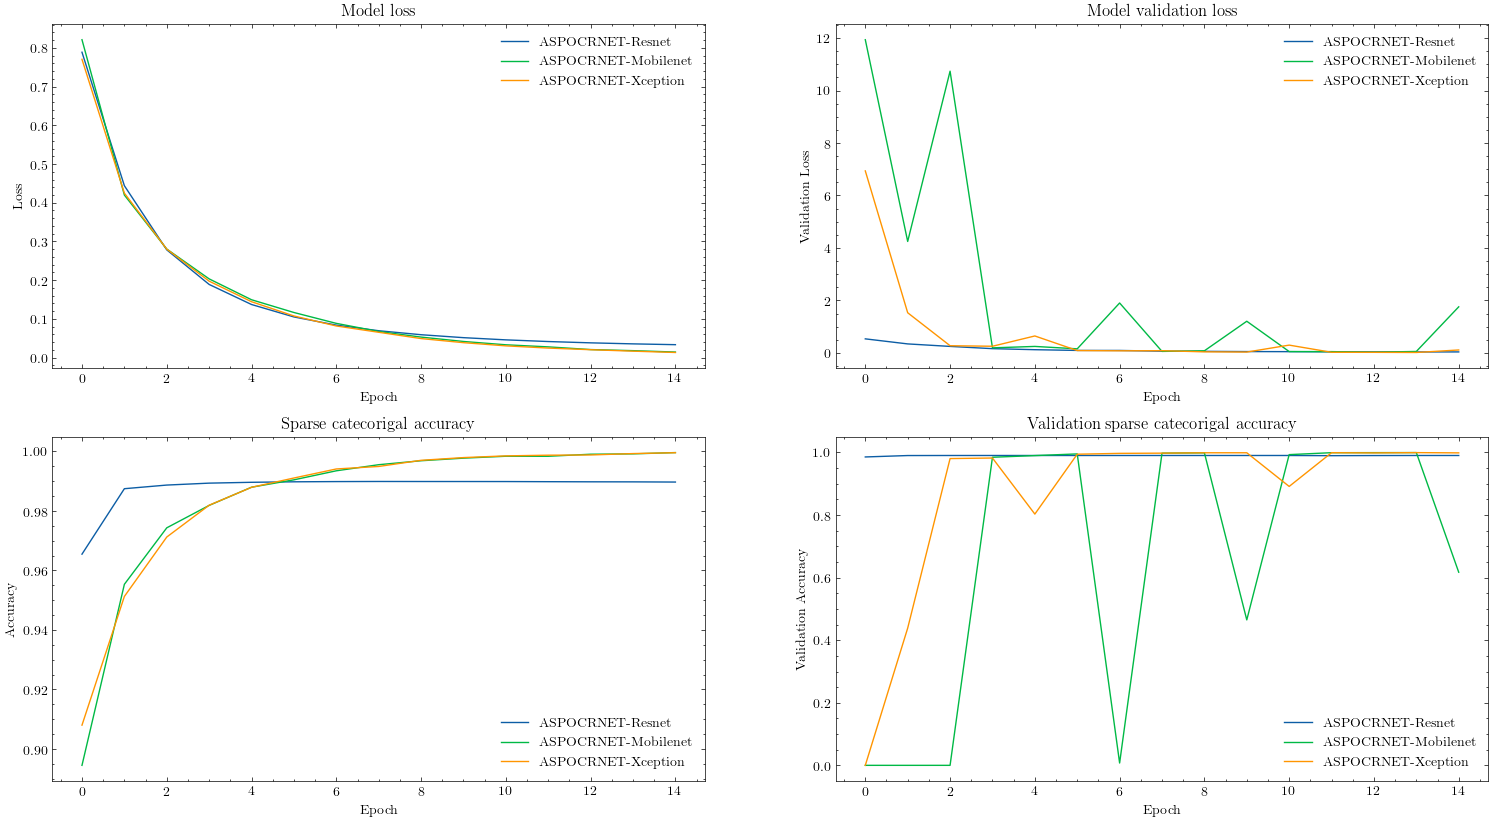 Model loss
0.8
0.7
0.6
0.5
0.4
0.3
0.2
0.1
0.0
Loss
0 2 4 6 8 10 12 14
Epoch
ASPOCRNET-Resnet
ASPOCRNET-Mobilenet
ASPOCRNET-Xception
Model validation loss
12
10
8
6
4
2
0
Validation Loss
0 2 4 6 8 10 12 14
Epoch
ASPOCRNET-Resnet
ASPOCRNET-Mobilenet
ASPOCRNET-Xception
Sparse catecorigal accuracy
1.00
0.98
0.96
0.94
0.92
0.90
Accuracy
0 2 4 6 8 10 12 14
Epoch
ASPOCRNET-Resnet
ASPOCRNET-Mobilenet
ASPOCRNET-Xception
Validation sparse catecorigal accuracy
1.0
0.8
0.6
0.4
0.2
0.0
Validation Accuracy
0 2 4 6 8 10 12 14
Epoch
ASPOCRNET-Resnet
ASPOCRNET-Mobilenet
ASPOCRNET-Xception